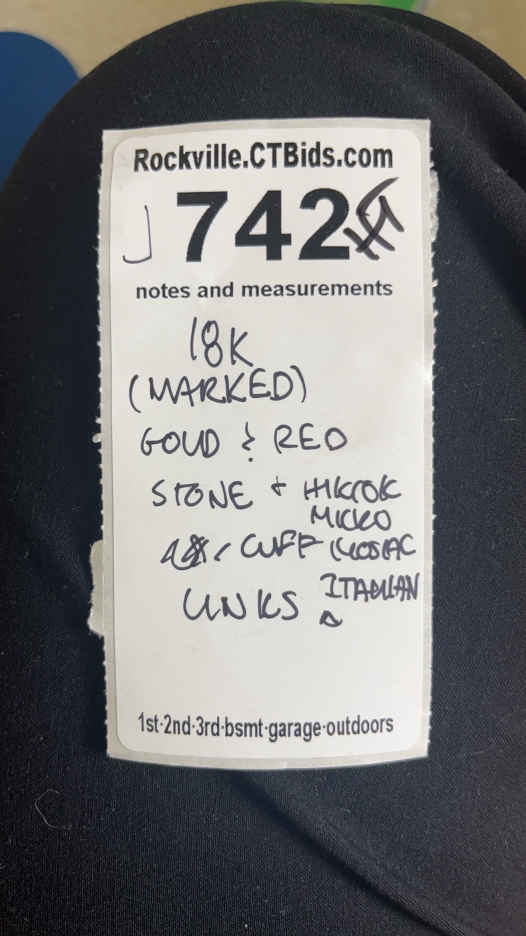 Rockville.CTBids.com
J 742
notes and measurements
18K
(MARKED)
GOLD & RED
STONE +
MICRO
CUFF MOSAIC
LINKS ITALIAN
1st·2nd·3rd·bsmt·garage·outdoors